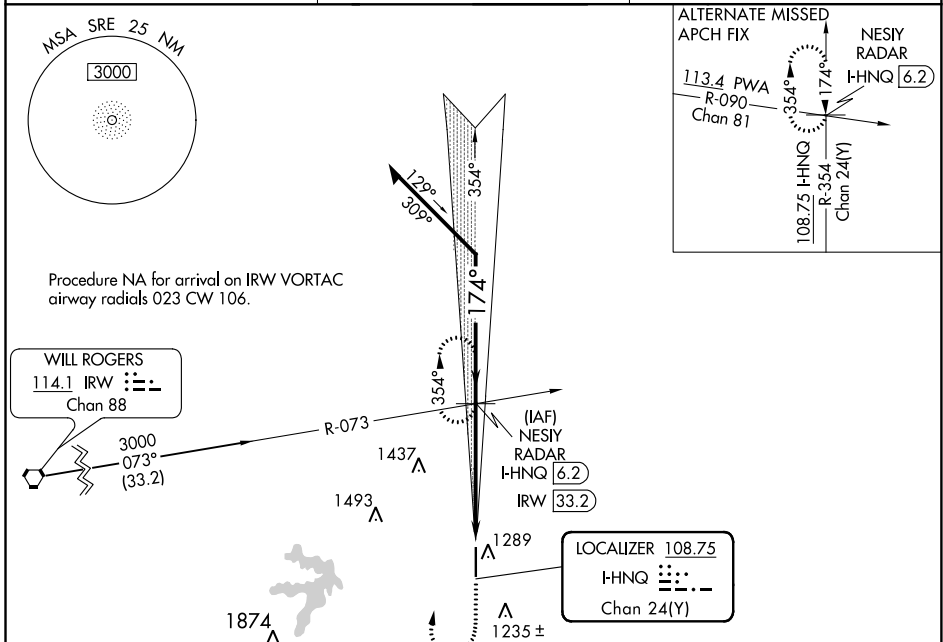 MSA SRE 25 NM
3000
ALTERNATE MISSED
APCH FIX
NESIY
RADAR
I-HNQ 6.2
113.4 PWA
R-090
Chan 81
354°
174°
108.75 I-HNQ
R-354
Chan 24(Y)
354°
129°
309°
174°
Procedure NA for arrival on IRW VORTAC
airway radials 023 CW 106.
WILL ROGERS
114.1 IRW
Chan 88
3000
073°
(33.2)
R-073
354°
(IAF)
NESIY
RADAR
I-HNQ 6.2
IRW 33.2
1437
1493
1289
LOCALIZER 108.75
I-HNQ
Chan 24(Y)
1874
1235 ±